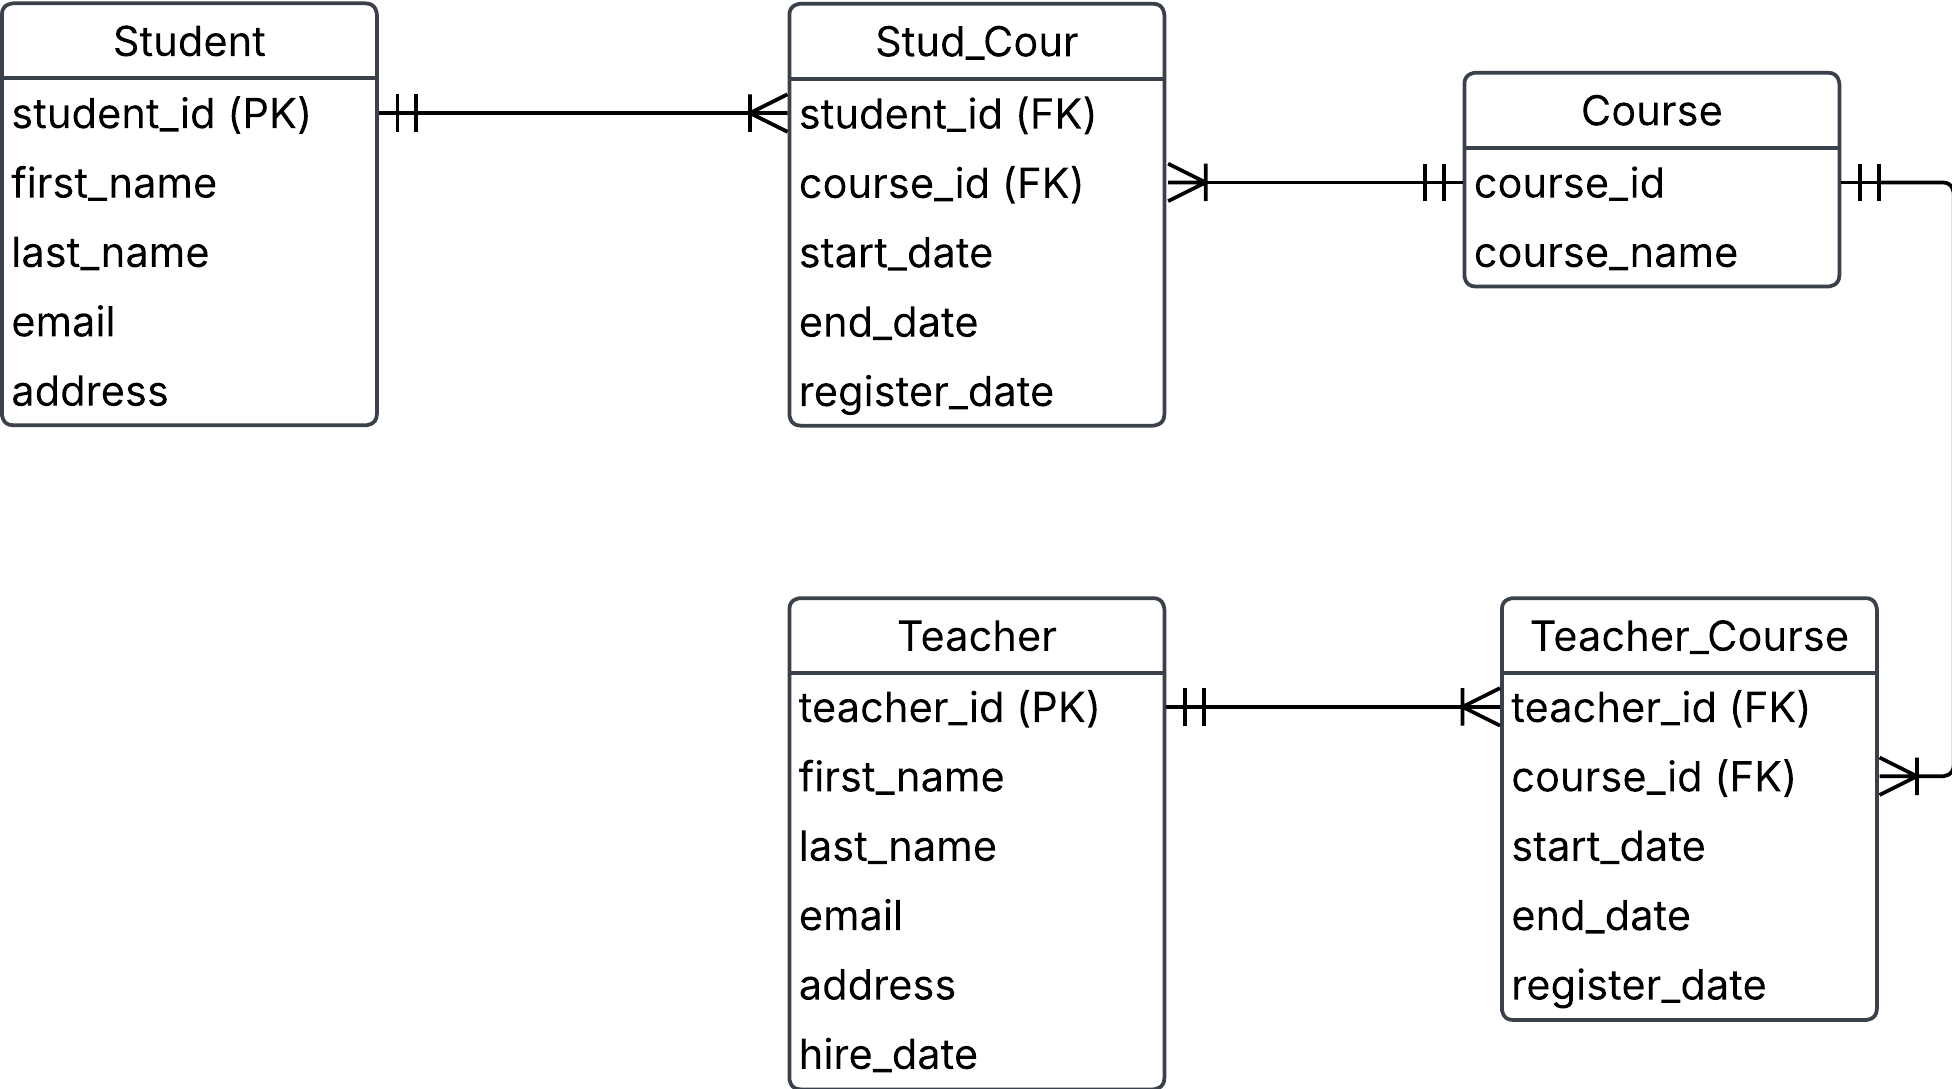 Student
student_id (PK)
first_name
last_name
email
address
Stud_Cour
student_id (FK)
course_id (FK)
start_date
end_date
register_date
Course
course_id
course_name
Teacher
teacher_id (PK)
first_name
last_name
email
address
hire_date
Teacher_Course
teacher_id (FK)
course_id (FK)
start_date
end_date
register_date